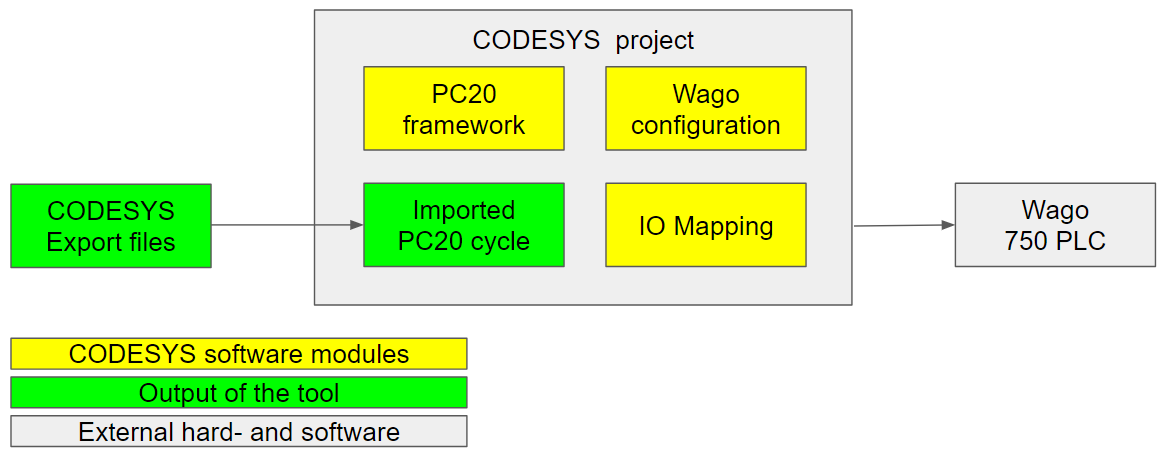 CODESYS project
PC20
framework
Wago
configuration
CODESYS
Export files
Imported
PC20 cycle
IO Mapping
Wago
750 PLC
CODESYS software modules
Output of the tool
External hard- and software